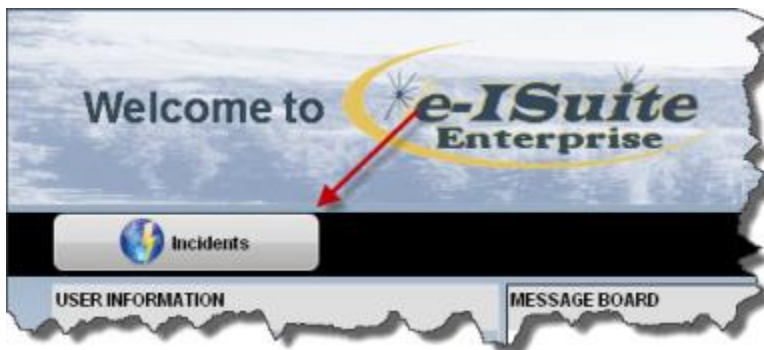 Welcome to e-ISuite
Enterprise
Incidents
USER INFORMATION
MESSAGE BOARD